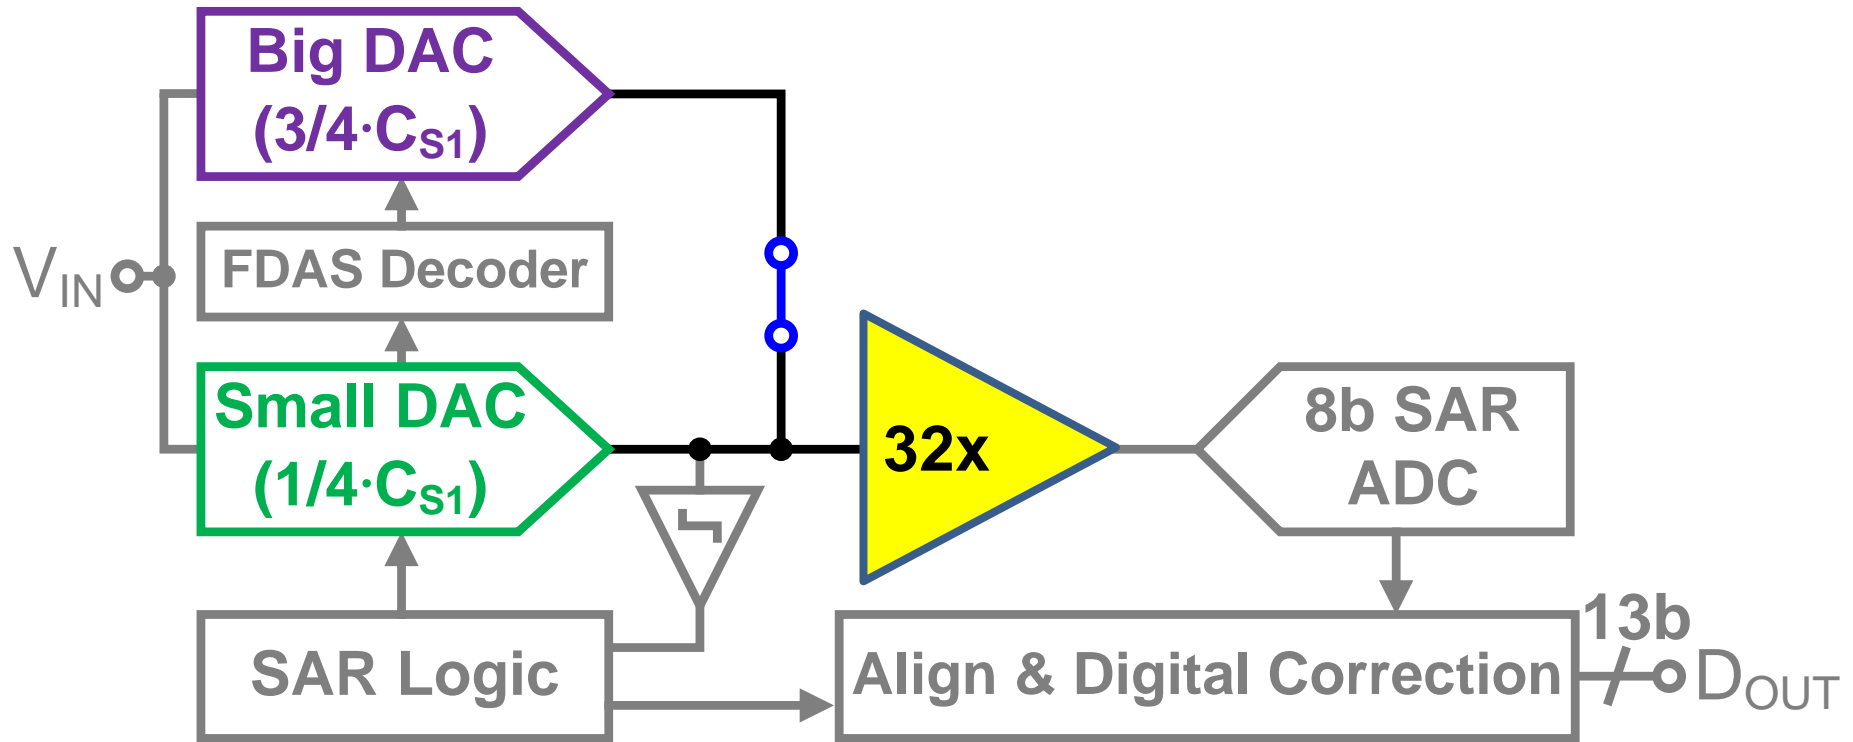 Big DAC
(3/4·CS1)
FDAS Decoder
VIN
Small DAC
(1/4·CS1)
32x
8b SAR
ADC
SAR Logic
Align & Digital Correction
13b
DOUT